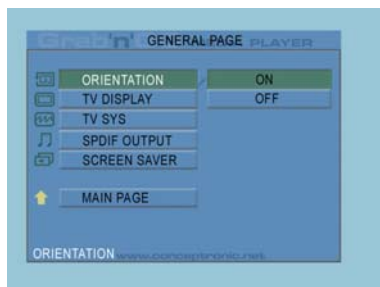 Grab'n' PLAYER
GENERAL PAGE
ORIENTATION ON
TV DISPLAY OFF
TV SYS
SPDIF OUTPUT
SCREEN SAVER
MAIN PAGE
ORIENTATION www.conceptronic.net